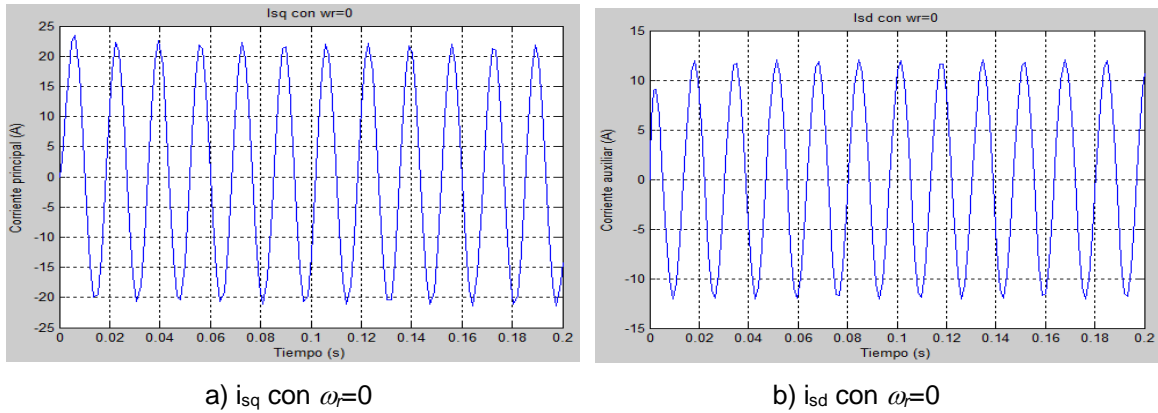 Isq con wr=0
Corriente principal (A)
25
20
15
10
5
0
-5
-10
-15
-20
-25
0 0.02 0.04 0.06 0.08 0.1 0.12 0.14 0.16 0.18 0.2
Tiempo (s)
a) isq con ωr=0
Isd con wr=0
Corriente auxiliar (A)
15
10
5
0
-5
-10
-15
0 0.02 0.04 0.06 0.08 0.1 0.12 0.14 0.16 0.18 0.2
Tiempo (s)
b) isd con ωr=0